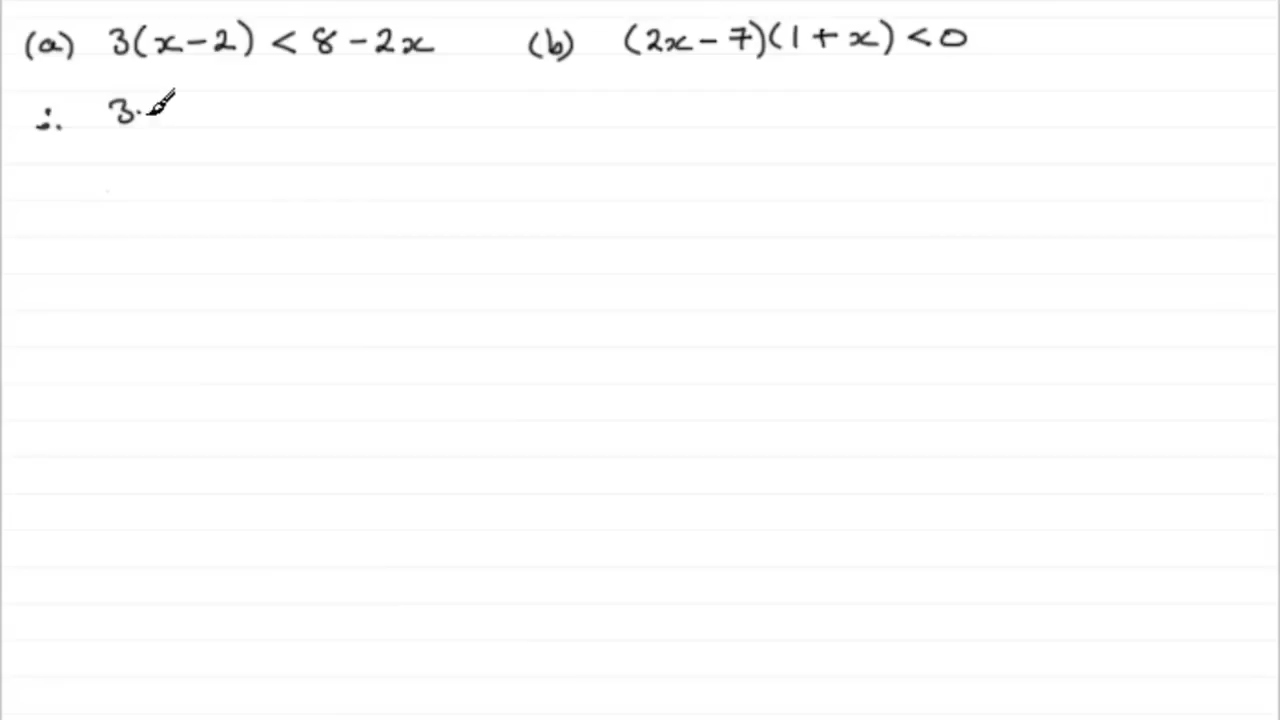 (a) 3(x-2) < 8-2x (b) (2x-7)(1+x) < 0
∴ 3